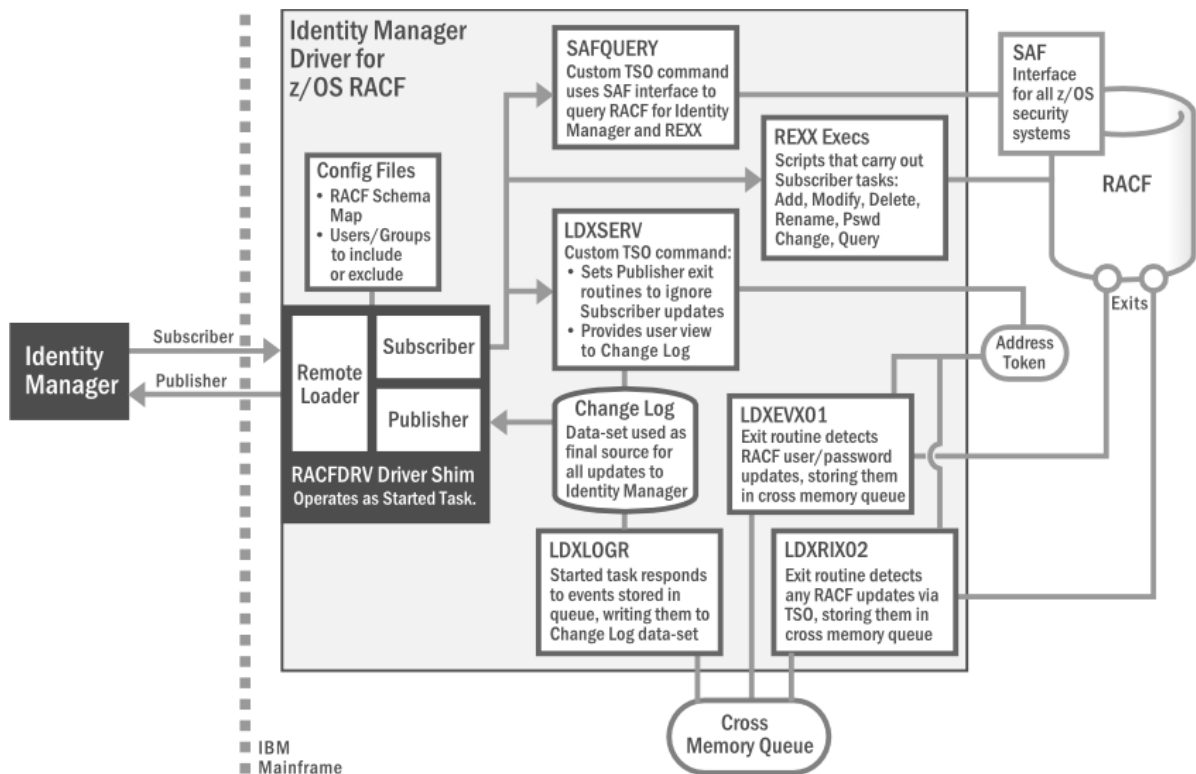 Identity Manager
Driver for
z/OS RACF
SAFQUERY
Custom TSO command
uses SAF interface to
query RACF for Identity
Manager and REXX
SAF
Interface
for all z/OS
security
systems
RACF
REXX Execs
Scripts that carry out
Subscriber tasks:
Add, Modify, Delete,
Rename, Pswd
Change, Query
Config Files
• RACF Schema
Map
• Users/Groups
to include
or exclude
LDXSERV
Custom TSO command:
• Sets Publisher exit
routines to ignore
Subscriber updates
• Provides user view
to Change Log
Exits
Address
Token
Identity
Manager
Subscriber
Publisher
Remote
Loader
Subscriber
Publisher
RACFDRV Driver Shim
Operates as Started Task.
Change Log
Data-set used as
final source for
all updates to
Identity Manager
LDXEVX01
Exit routine detects
RACF user/password
updates, storing them
in cross memory queue
LDXLOGR
Started task responds
to events stored in
queue, writing them to
Change Log data-set
LDXRIX02
Exit routine detects
any RACF updates via
TSO, storing them in
cross memory queue
Cross
Memory Queue
IBM
Mainframe